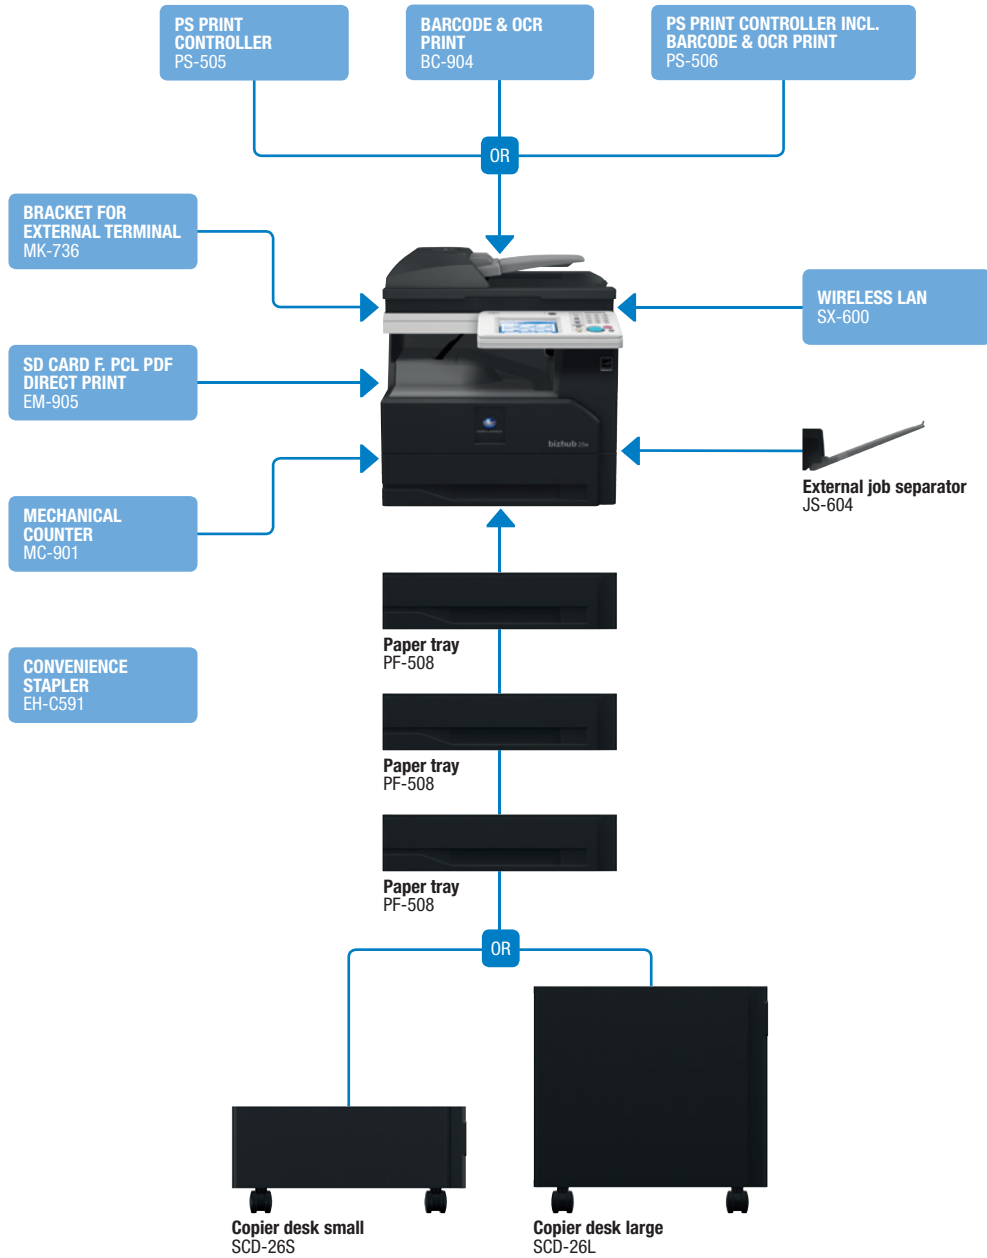 PS PRINT
CONTROLLER
PS-505
BARCODE & OCR
PRINT
BC-904
PS PRINT CONTROLLER INCL.
BARCODE & OCR PRINT
PS-506
OR
BRACKET FOR
EXTERNAL TERMINAL
MK-736
WIRELESS LAN
SX-600
SD CARD F. PCL PDF
DIRECT PRINT
EM-905
bizhub
External job separator
JS-604
MECHANICAL
COUNTER
MC-901
Paper tray
PF-508
CONVENIENCE
STAPLER
EH-C591
Paper tray
PF-508
Paper tray
PF-508
OR
Copier desk small
SCD-26S
Copier desk large
SCD-26L